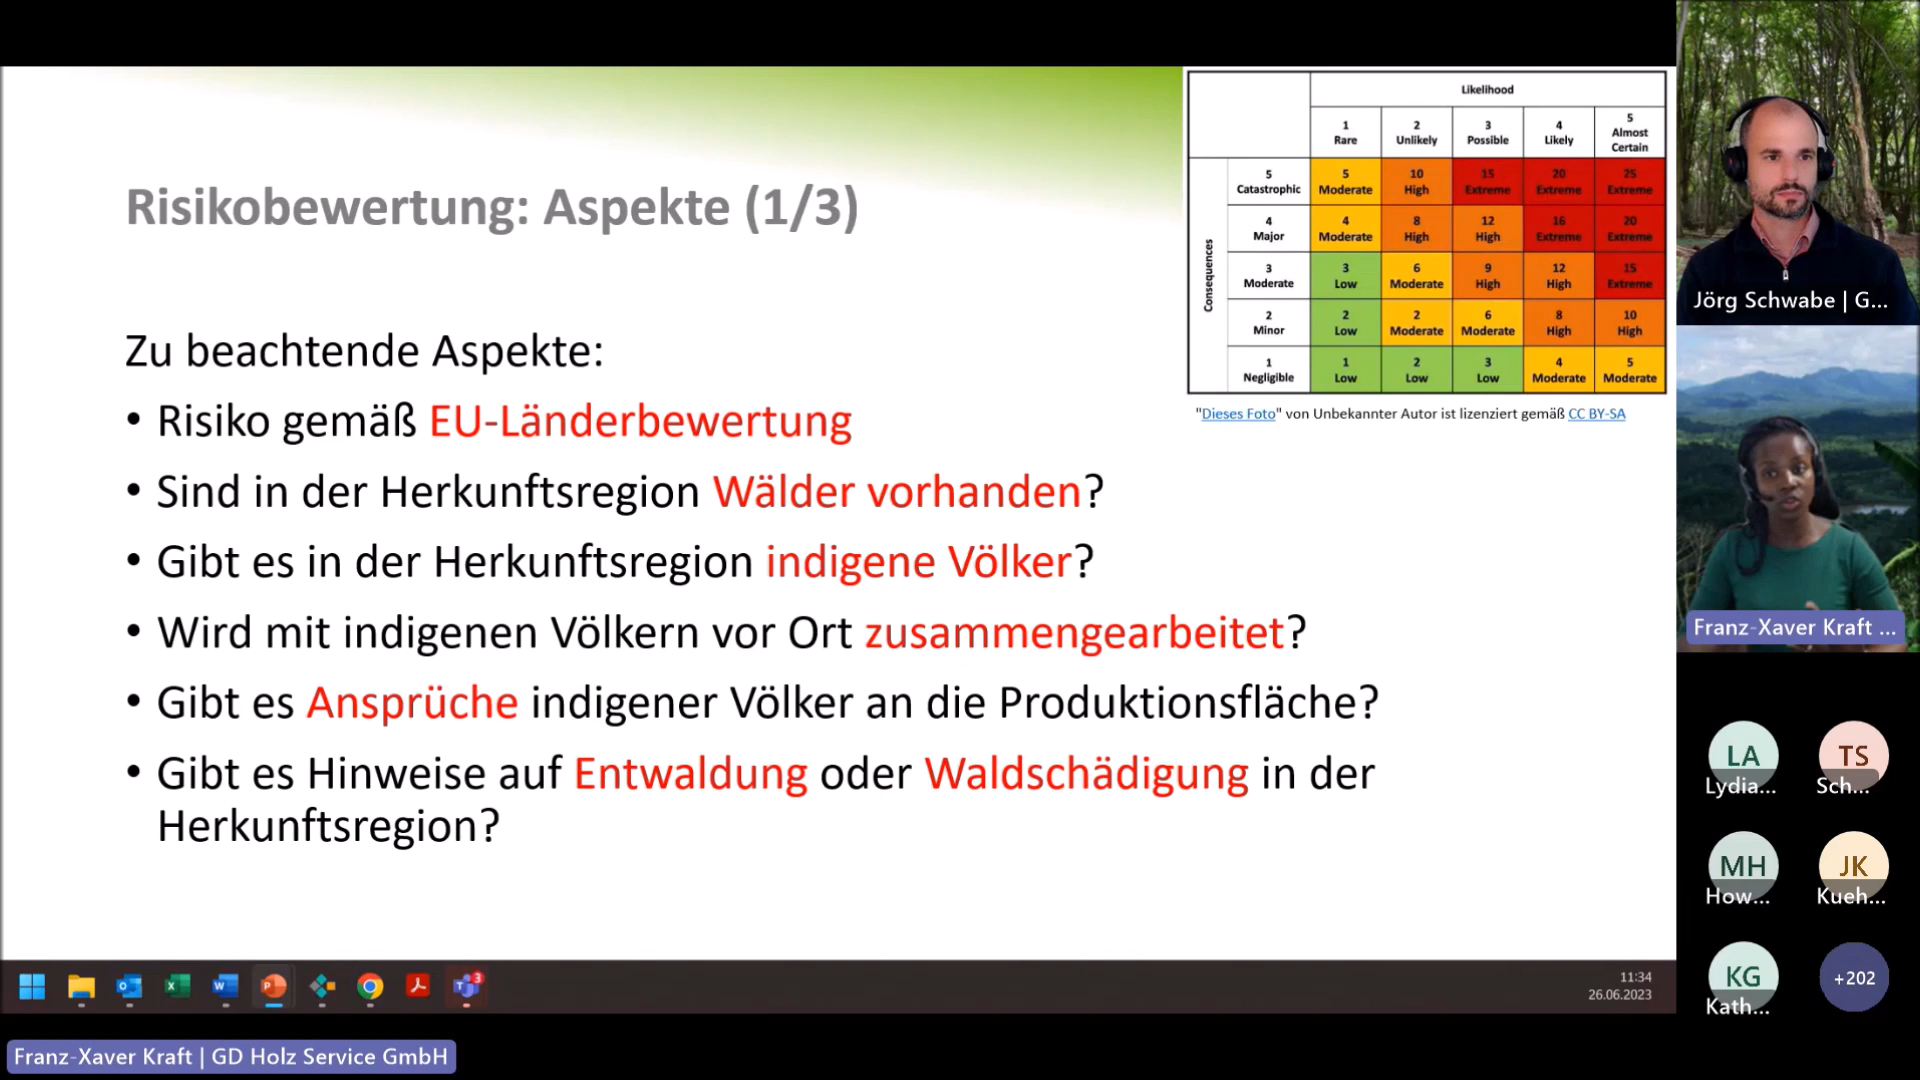 Risikobewertung: Aspekte (1/3)
Zu beachtende Aspekte:
• Risiko gemäß EU-Länderbewertung
• Sind in der Herkunftsregion Wälder vorhanden?
• Gibt es in der Herkunftsregion indigene Völker?
• Wird mit indigenen Völkern vor Ort zusammengearbeitet?
• Gibt es Ansprüche indigener Völker an die Produktionsfläche?
• Gibt es Hinweise auf Entwaldung oder Waldschädigung in der
Herkunftsregion?
Likelihood
1 2 3 4 5
Rare Unlikely Possible Likely Almost Certain
Consequences
5 Catastrophic 5 Moderate 10 High 15 Extreme 20 Extreme 25 Extreme
4 Major 4 Moderate 8 High 12 High 16 Extreme 20 Extreme
3 Moderate 3 Low 6 Moderate 9 High 12 High 15 Extreme
2 Minor 2 Low 2 Moderate 6 Moderate 8 High 10 High
1 Negligible 1 Low 2 Low 3 Low 4 Moderate 5 Moderate
"Dieses Foto" von Unbekannter Autor ist lizenziert gemäß CC BY-SA
Jörg Schwabe | G...
Franz-Xaver Kraft ...
LA
Lydia...
TS
Sch...
MH
How...
JK
Kueh...
KG
Kath...
+202
3
11:34
26.06.2023
Franz-Xaver Kraft | GD Holz Service GmbH